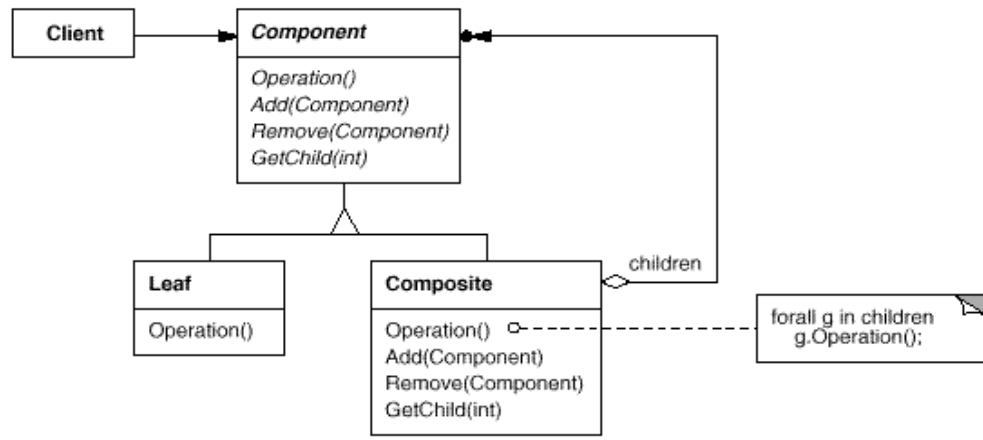 Client
Component
Operation()
Add(Component)
Remove(Component)
GetChild(int)
Leaf
Operation()
Composite
Operation()
Add(Component)
Remove(Component)
GetChild(int)
children
forall g in children
g.Operation();